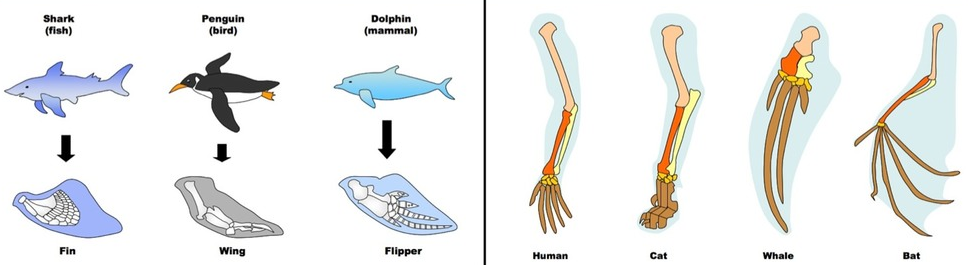 Shark
(fish)
Penguin
(bird)
Dolphin
(mammal)
Fin
Wing
Flipper
Human
Cat
Whale
Bat